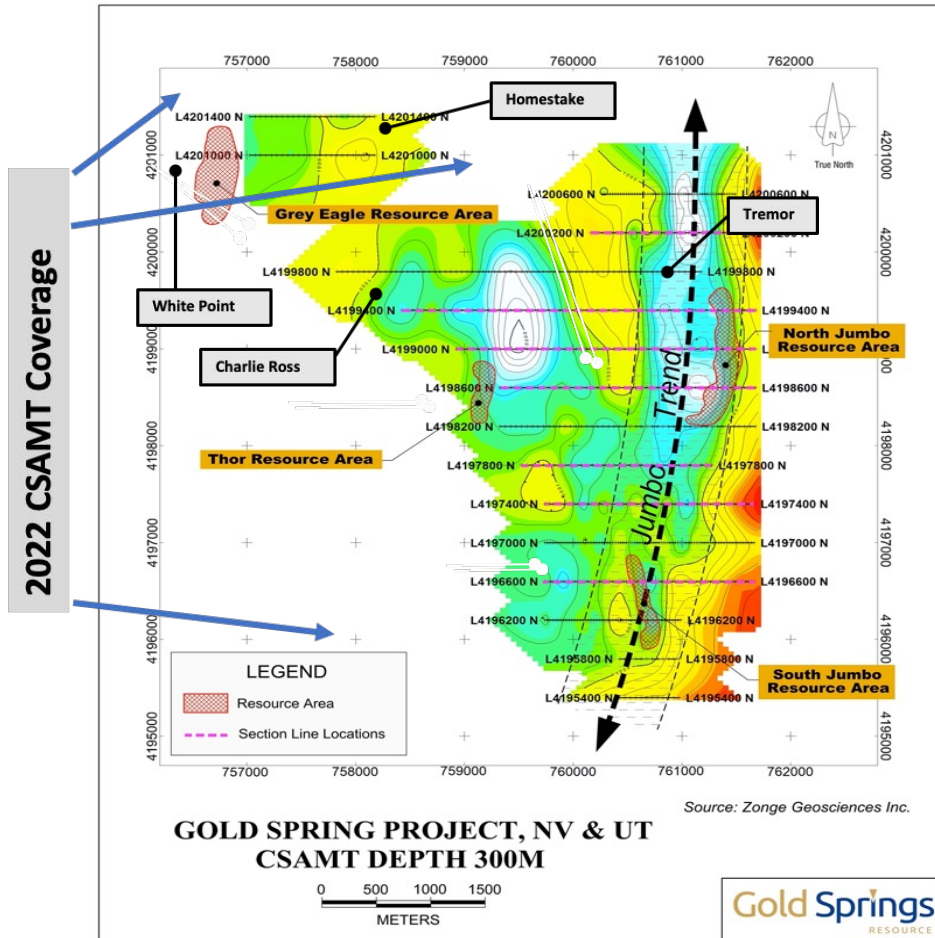 2022 CSAMT Coverage
757000 758000 759000 760000 761000 762000
4201000 4200000 4199000 4198000 4197000 4196000 4195000
4201000 4200000 4198000 4197000 4196000 4195000
Homestake
L4201400 N L4201400 N
L4201000 N L4201000 N
N
True North
L4200600 N L4200600 N
Grey Eagle Resource Area
Tremor
L4200200 N
L4199800 N L4199800 N
White Point
L4199400 N L4199400 N
Charlie Ross
North Jumbo
Resource Area
L4199000 N
L4198600 N L4198600 N
L4198200 N L4198200 N
Thor Resource Area
L4197800 N L4197800 N
L4197400 N L4197400 N
Jumbo Trend
L4197000 N L4197000 N
L4196600 N L4196600 N
L4196200 N L4196200 N
L4195800 N L4195800 N
South Jumbo
Resource Area
L4195400 N L4195400 N
LEGEND
Resource Area
Section Line Locations
757000 758000 759000 760000 761000 762000
Source: Zonge Geosciences Inc.
GOLD SPRING PROJECT, NV & UT
CSAMT DEPTH 300M
0 500 1000 1500
METERS
Gold Springs
RESOURCE